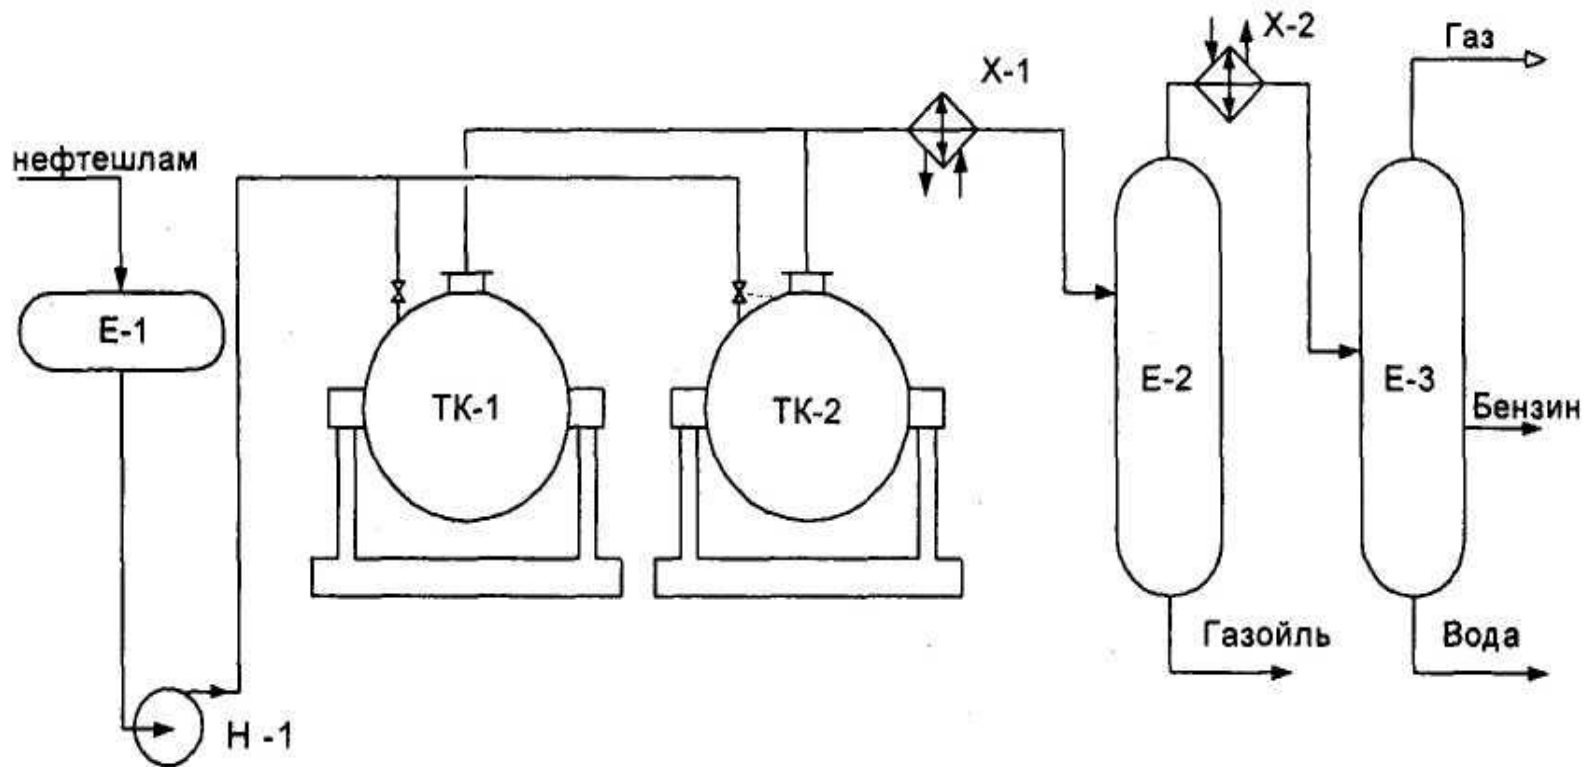 X-2
Газ
X-1
нефтешлам
E-1
ТК-1
ТК-2
E-2
E-3
Бензин
Газойль
Вода
Н -1